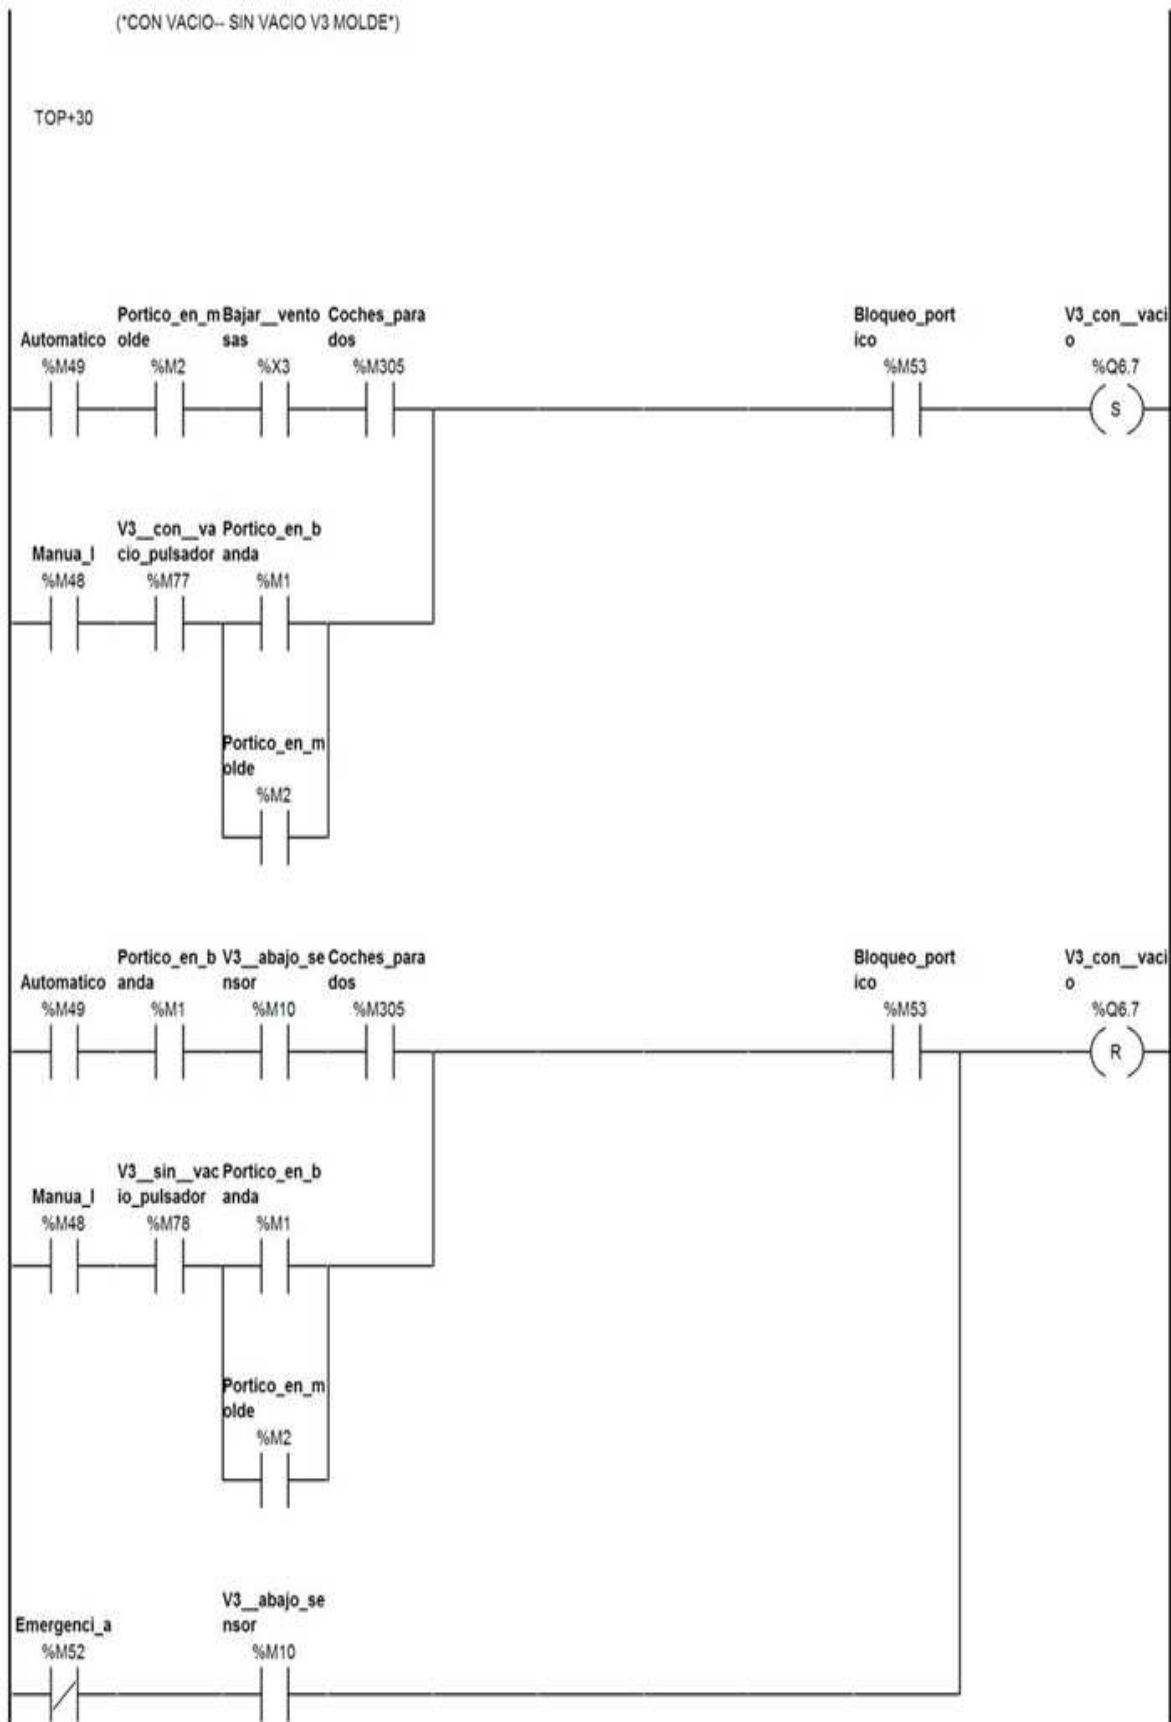 (*CON VACIO-- SIN VACIO V3 MOLDE*)
TOP+30
Portico_en_m Bajar__vento Coches_para Bloqueo_port V3_con__vaci
Automatico olde sas dos ico o
%M49 %M2 %X3 %M305 %M53 %Q6.7
S
V3__con__va Portico_en_b
Manua_l cio_pulsador anda
%M48 %M77 %M1
Portico_en_m
olde
%M2
Portico_en_b V3__abajo_se Coches_para Bloqueo_port V3_con__vaci
Automatico anda nsor dos ico o
%M49 %M1 %M10 %M305 %M53 %Q6.7
R
V3__sin__vac Portico_en_b
Manua_l io_pulsador anda
%M48 %M78 %M1
Portico_en_m
olde
%M2
V3__abajo_se
Emergenci_a nsor
%M52 %M10